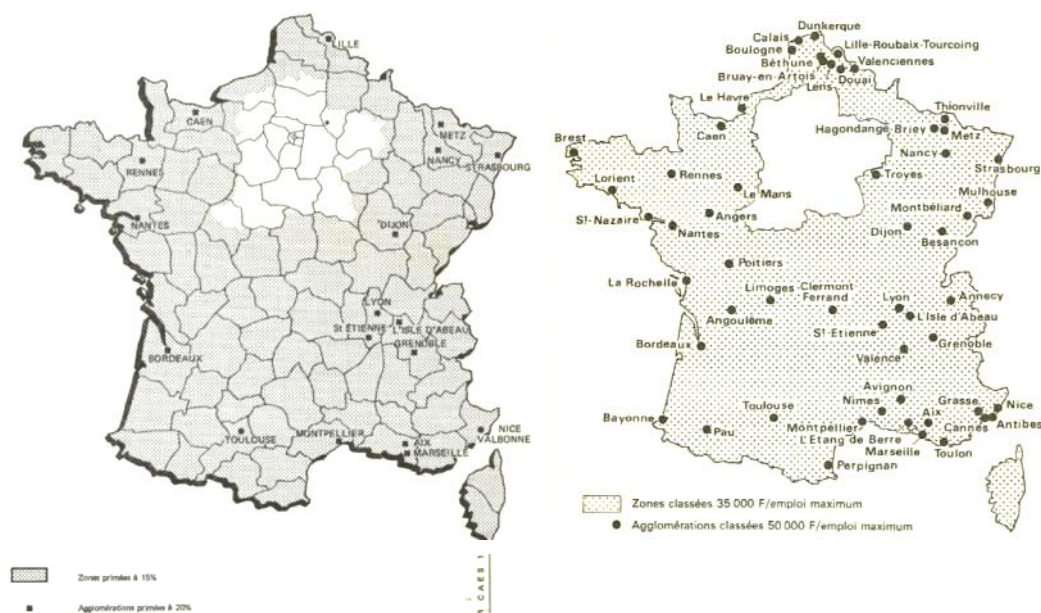 LILLE
CAEN
METZ
NANCY
STRASBOURG
RENNES
NANTES
DIJON
LYON
L'ISLE D'ABEAU
St ÉTIENNE
GRENOBLE
BORDEAUX
TOULOUSE
MONTPELLIER
AIX
MARSEILLE
NICE
VALBONNE
Zones primées à 15%
Agglomérations primées à 20%
R CAES 1
Dunkerque
Calais
Boulogne
Lille-Roubaix-Tourcoing
Béthune
Valenciennes
Bruay-en-Artois
Douai
Lens
Le Havre
Thionville
Caen
Hagondange-Briey
Metz
Brest
Nancy
Strasbourg
Rennes
Troyes
Lorient
Le Mans
Mulhouse
Montbéliard
St-Nazaire
Angers
Nantes
Dijon
Besançon
Poitiers
La Rochelle
Limoges
Clermont
Ferrand
Lyon
Annecy
Angoulême
L'Isle d'Abeau
St-Etienne
Bordeaux
Grenoble
Valence
Avignon
Nimes
Grasse
Nice
Bayonne
Toulouse
Aix
Montpellier
Cannes
Antibes
Pau
L'Etang de Berre
Marseille
Toulon
Perpignan
Zones classées 35 000 F/emploi maximum
Agglomérations classées 50 000 F/emploi maximum